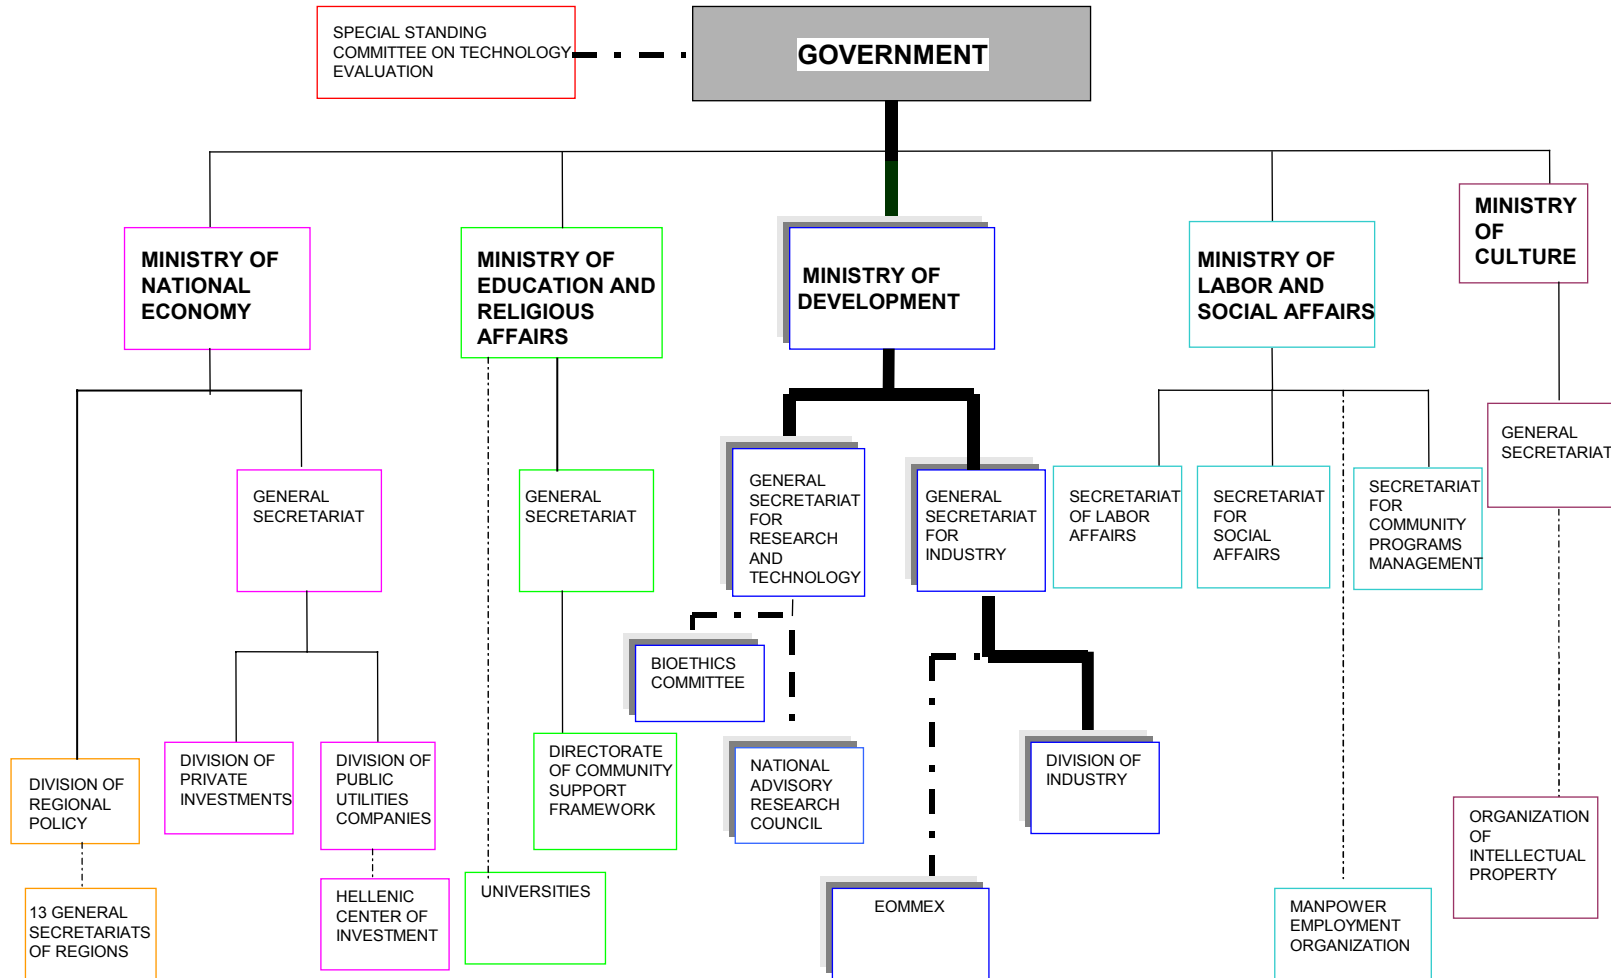 SPECIAL STANDING
COMMITTEE ON TECHNOLOGY
EVALUATION
GOVERNMENT
MINISTRY OF
NATIONAL
ECONOMY
MINISTRY OF
EDUCATION AND
RELIGIOUS
AFFAIRS
MINISTRY OF
DEVELOPMENT
MINISTRY OF
LABOR AND
SOCIAL AFFAIRS
MINISTRY
OF
CULTURE
GENERAL
SECRETARIAT
GENERAL
SECRETARIAT
GENERAL
SECRETARIAT
FOR
RESEARCH
AND
TECHNOLOGY
GENERAL
SECRETARIAT
FOR
INDUSTRY
SECRETARIAT
OF LABOR
AFFAIRS
SECRETARIAT
FOR
SOCIAL
AFFAIRS
SECRETARIAT
FOR
COMMUNITY
PROGRAMS
MANAGEMENT
GENERAL
SECRETARIAT
BIOETHICS
COMMITTEE
DIVISION OF
REGIONAL
POLICY
DIVISION OF
PRIVATE
INVESTMENTS
DIVISION OF
PUBLIC
UTILITIES
COMPANIES
DIRECTORATE
OF COMMUNITY
SUPPORT
FRAMEWORK
NATIONAL
ADVISORY
RESEARCH
COUNCIL
DIVISION OF
INDUSTRY
ORGANIZATION
OF
INTELLECTUAL
PROPERTY
13 GENERAL
SECRETARIATS
OF REGIONS
HELLENIC
CENTER OF
INVESTMENT
UNIVERSITIES
EOMMEX
MANPOWER
EMPLOYMENT
ORGANIZATION